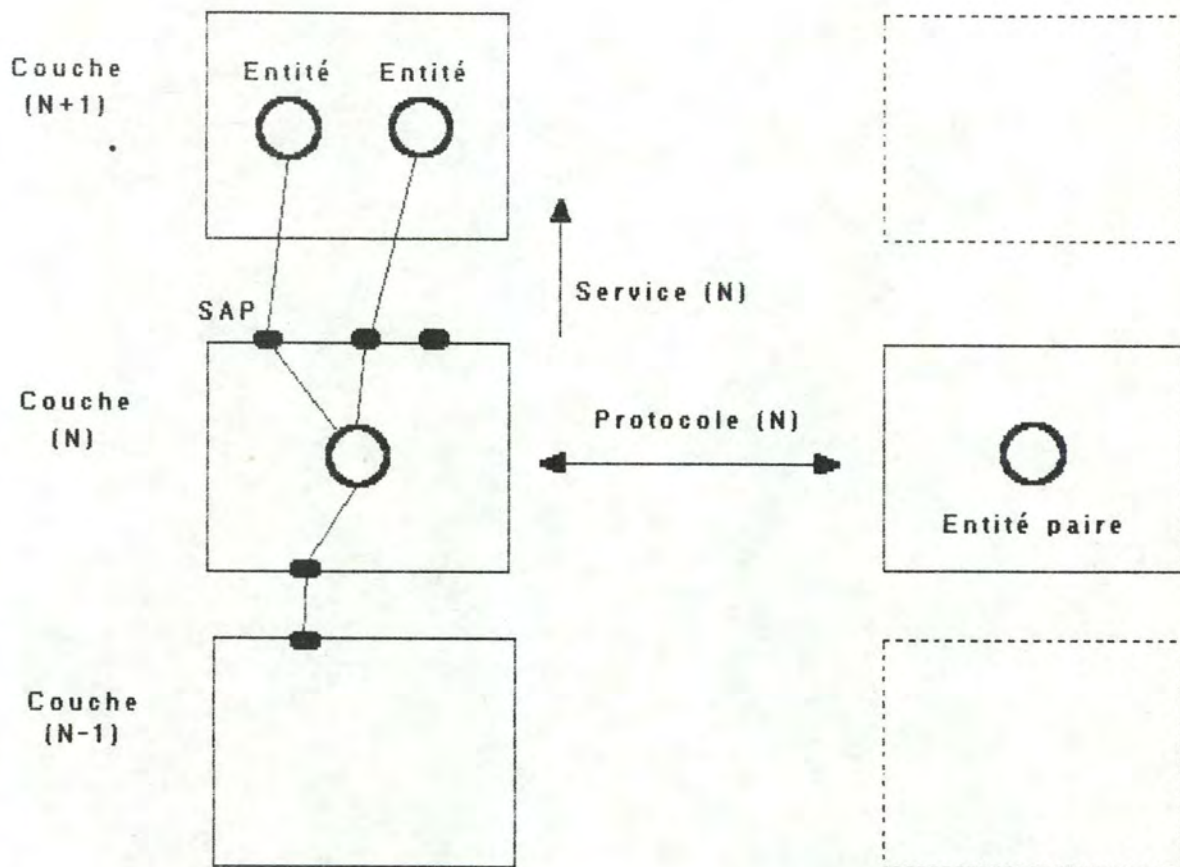 Couche
(N+1)
Entité
Entité
SAP
Service (N)
Couche
(N)
Protocole (N)
Entité paire
Couche
(N-1)